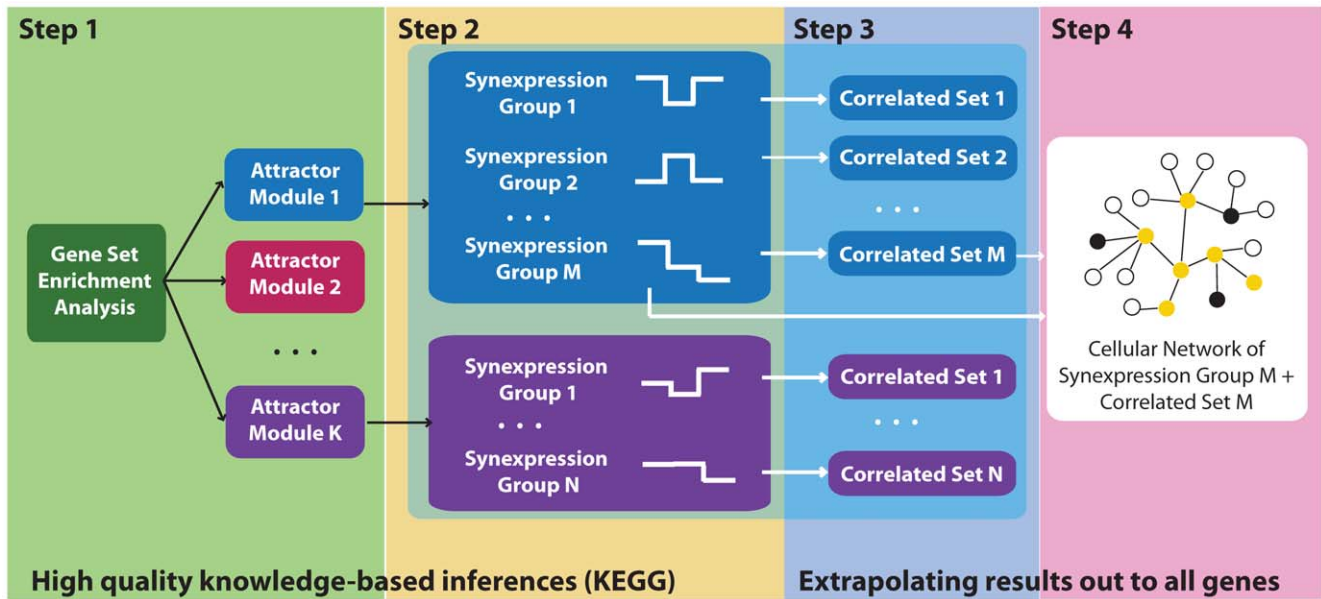 Step 1
Step 2
Step 3
Step 4
Gene Set
Enrichment
Analysis
Attractor
Module 1
Attractor
Module 2
. . .
Attractor
Module K
Synexpression
Group 1
Synexpression
Group 2
. . .
Synexpression
Group M
Synexpression
Group 1
. . .
Synexpression
Group N
Correlated Set 1
Correlated Set 2
. . .
Correlated Set M
Correlated Set 1
. . .
Correlated Set N
Cellular Network of
Synexpression Group M +
Correlated Set M
High quality knowledge-based inferences (KEGG)
Extrapolating results out to all genes